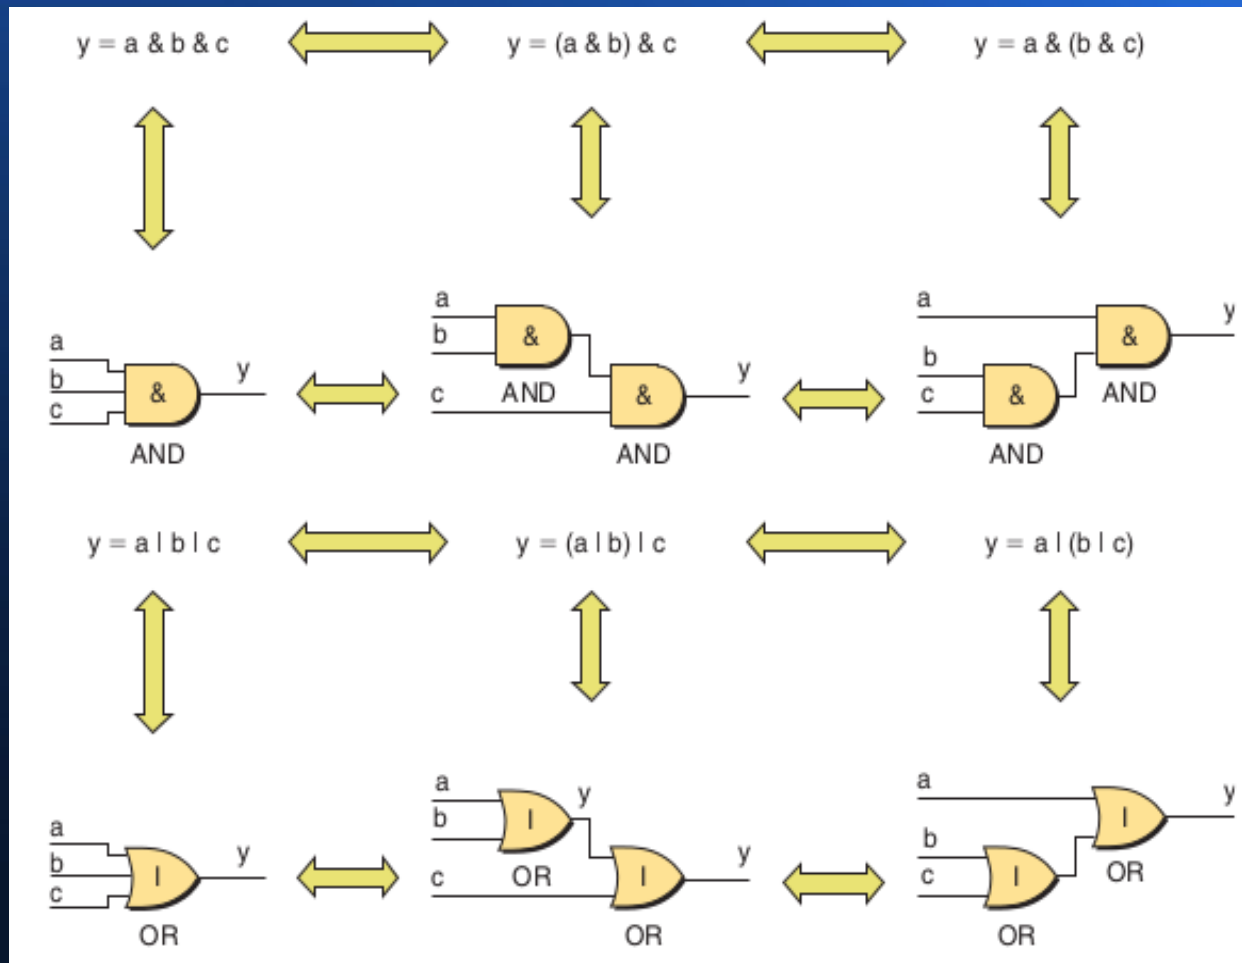 y = a & b & c
y = (a & b) & c
y = a & (b & c)
a
b
c
&
y
AND
a
b
c
&
AND
&
y
AND
a
b
c
&
AND
&
y
AND
y = a | b | c
y = (a | b) | c
y = a | (b | c)
a
b
c
|
y
OR
a
b
c
|
y
OR
|
y
OR
a
b
c
|
OR
|
y
OR